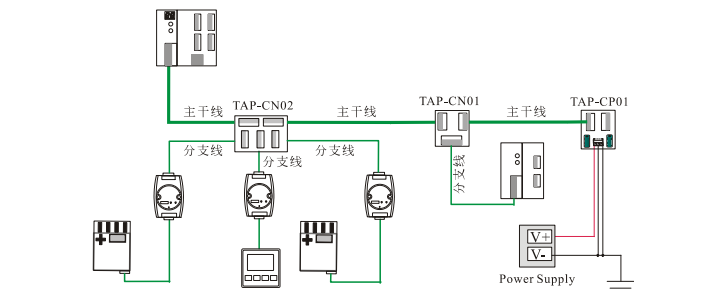 TAP-CN02
TAP-CN01
TAP-CP01
主干线
主干线
主干线
分支线
分支线
分支线
分支线
V+
V-
Power Supply